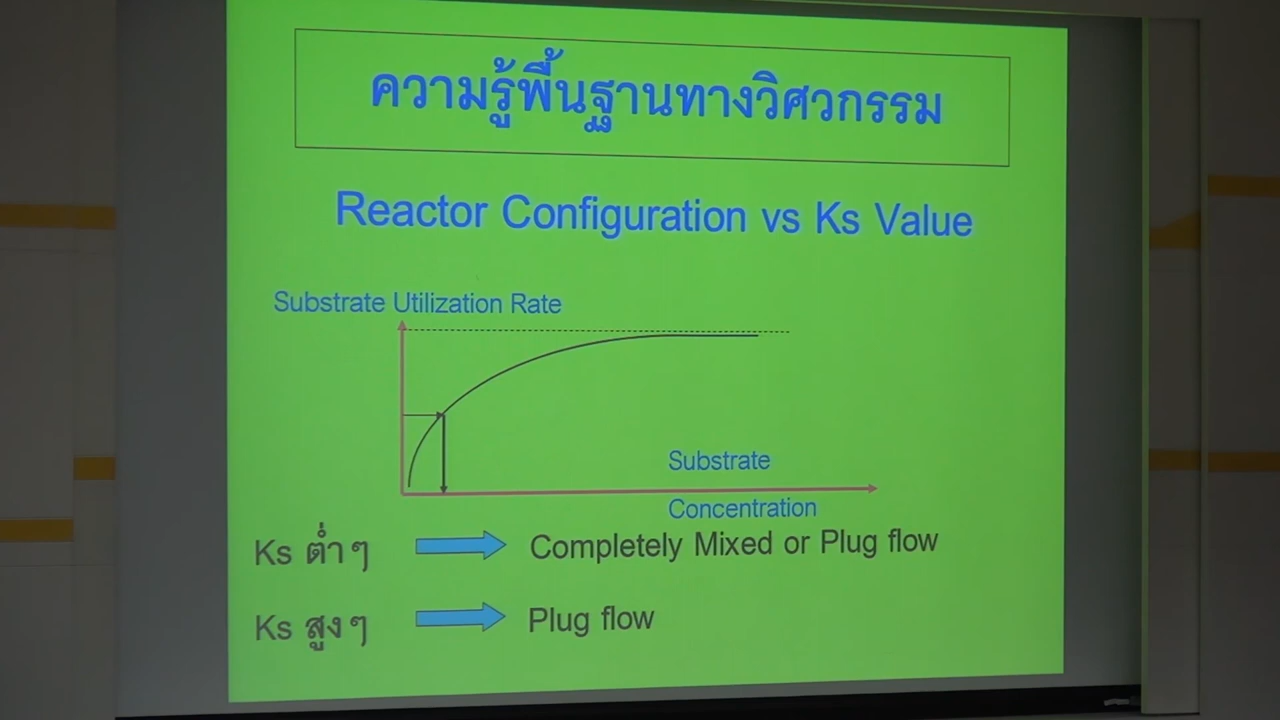 ความรู้พื้นฐานทางวิศวกรรม
Reactor Configuration vs Ks Value
Substrate Utilization Rate
Substrate
Concentration
Ks ต่ำๆ
Completely Mixed or Plug flow
Ks สูงๆ
Plug flow